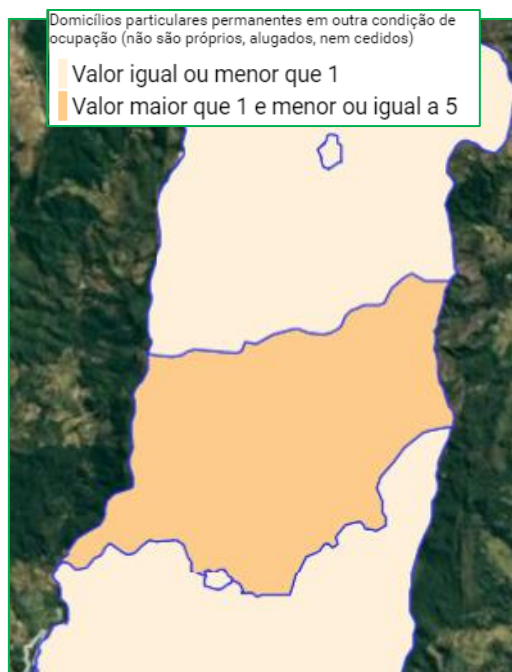 Domicílios particulares permanentes em outra condição de
ocupação (não são próprios, alugados, nem cedidos)
Valor igual ou menor que 1
Valor maior que 1 e menor ou igual a 5